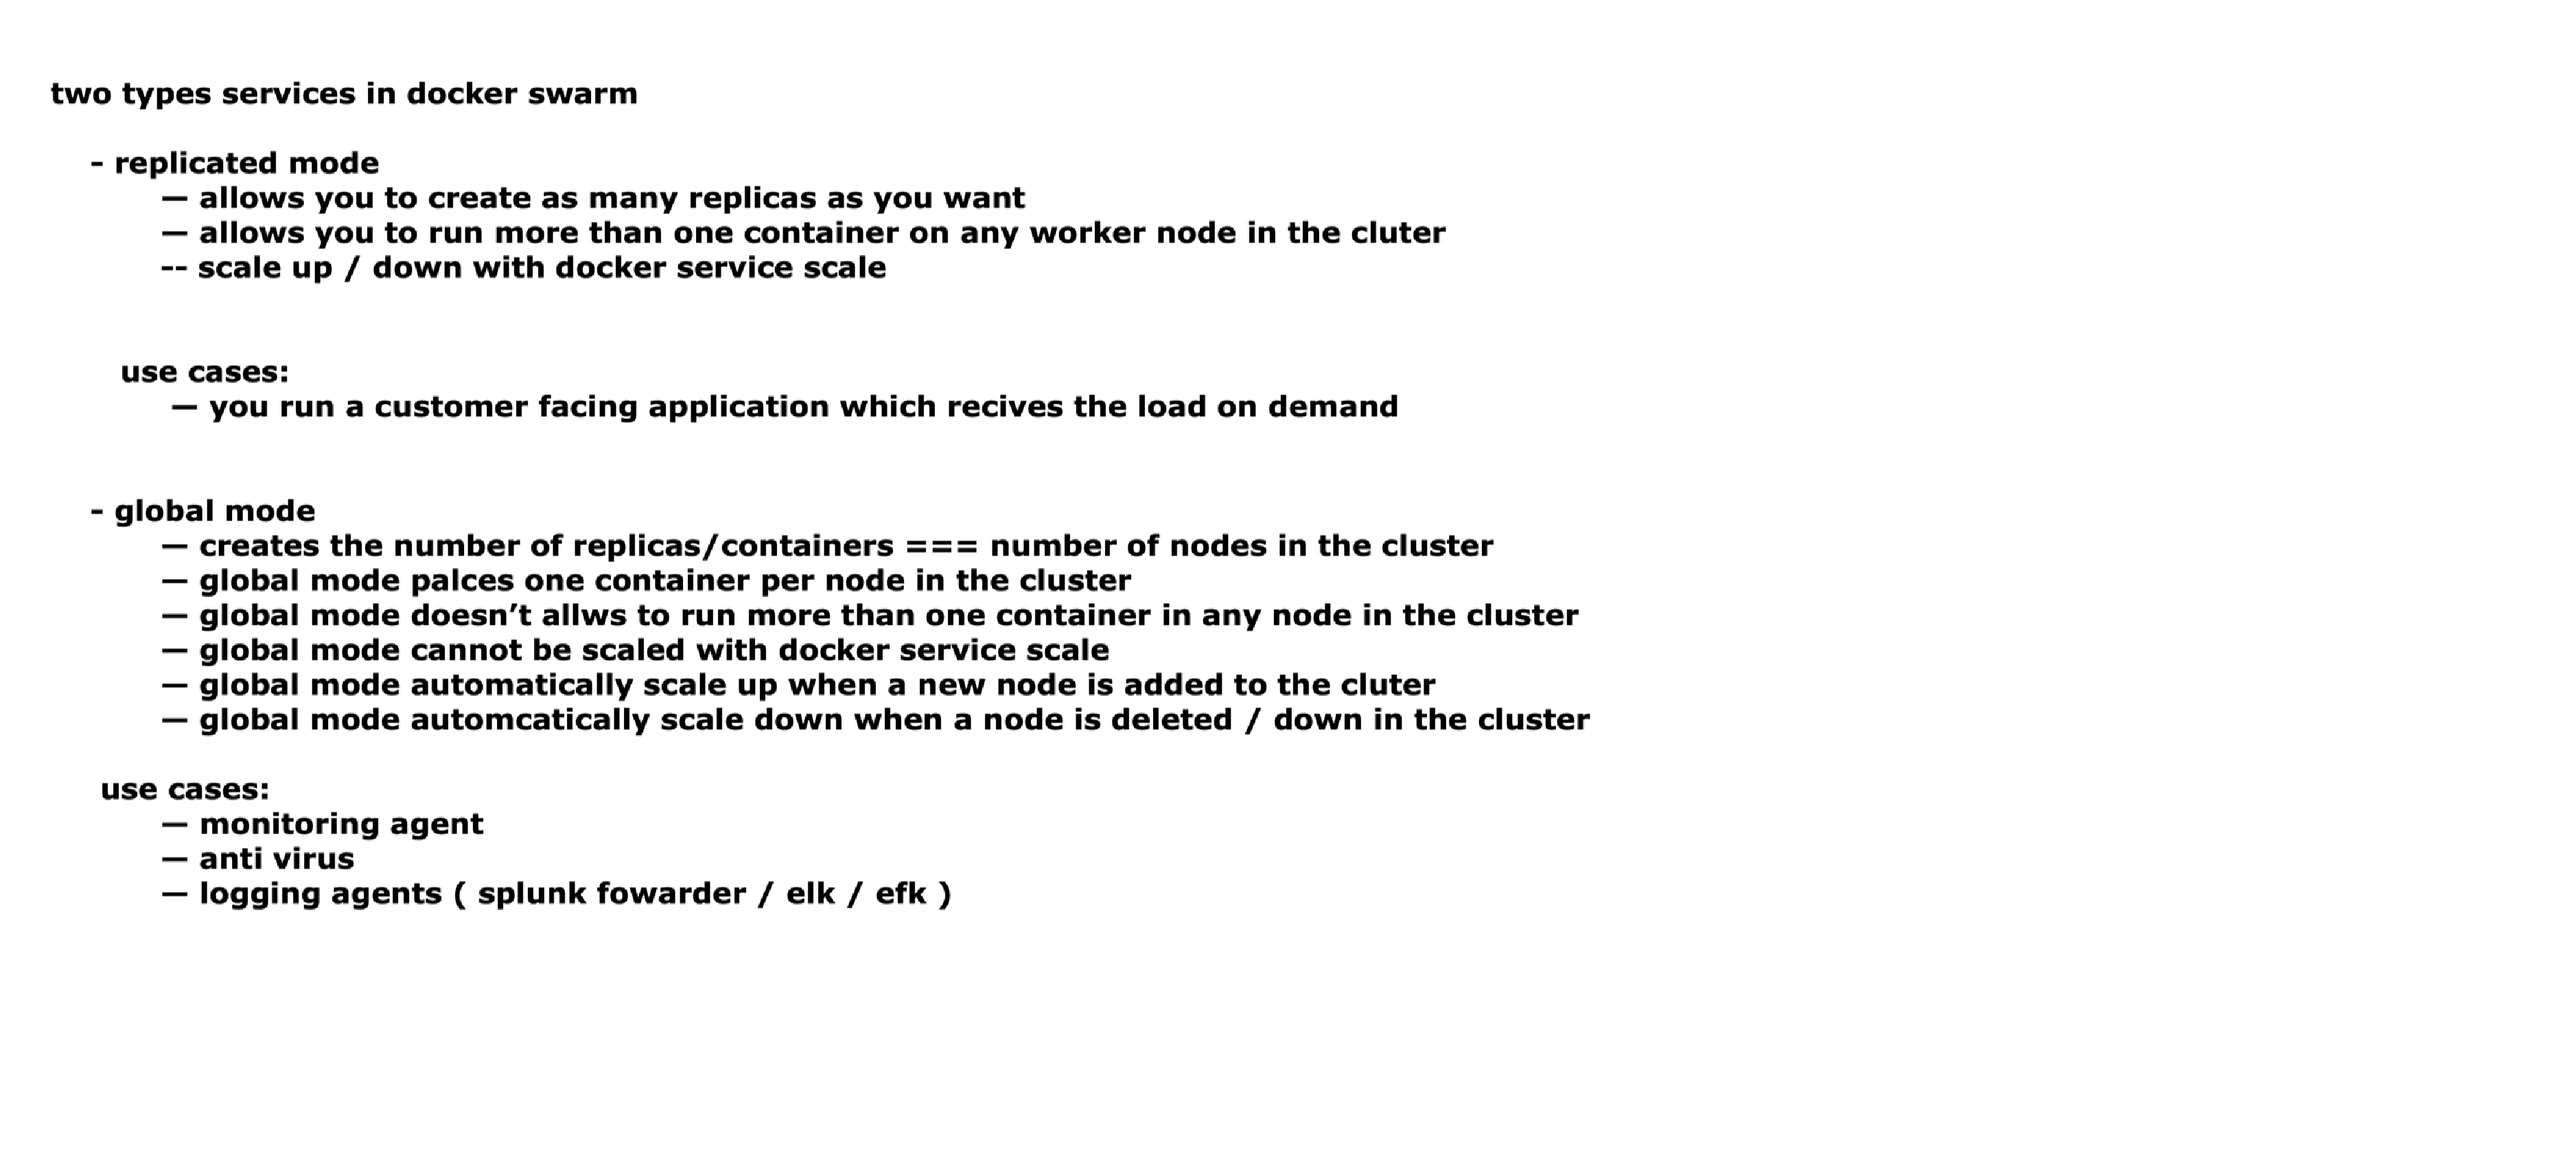 two types services in docker swarm
- replicated mode
— allows you to create as many replicas as you want
— allows you to run more than one container on any worker node in the cluter
-- scale up / down with docker service scale
use cases:
— you run a customer facing application which recives the load on demand
- global mode
— creates the number of replicas/containers === number of nodes in the cluster
— global mode palces one container per node in the cluster
— global mode doesn’t allws to run more than one container in any node in the cluster
— global mode cannot be scaled with docker service scale
— global mode automatically scale up when a new node is added to the cluter
— global mode automcatically scale down when a node is deleted / down in the cluster
use cases:
— monitoring agent
— anti virus
— logging agents ( splunk fowarder / elk / efk )